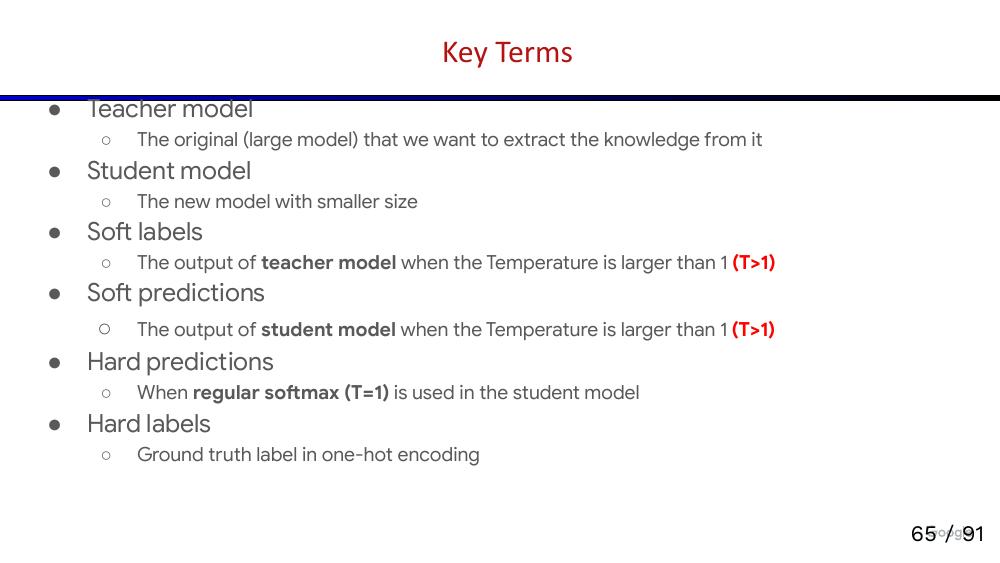 Key Terms
● Teacher model
○ The original (large model) that we want to extract the knowledge from it
● Student model
○ The new model with smaller size
● Soft labels
○ The output of teacher model when the Temperature is larger than 1 (T>1)
● Soft predictions
○ The output of student model when the Temperature is larger than 1 (T>1)
● Hard predictions
○ When regular softmax (T=1) is used in the student model
● Hard labels
○ Ground truth label in one-hot encoding
65 / 91